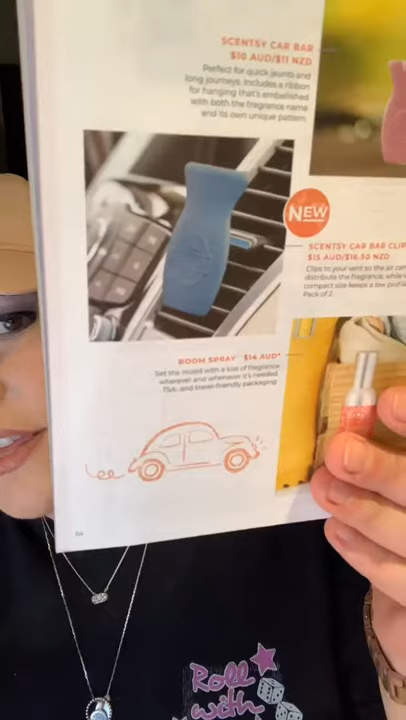 SCENTSY CAR BAR
$10 AUD/$11 NZD
Perfect for quick jaunts and
long journeys. Includes a ribbon
for hanging that's embellished
with both the fragrance name
and its own unique pattern.
NEW
SCENTSY CAR BAR CLIP
$15 AUD/$16.50 NZD
Clips to your vent so the air can
distribute the fragrance, while
compact size keeps a low profile
Pack of 2.
ROOM SPRAY $14 AUD*
Set the mood with a kiss of fragrance
wherever and whenever it's needed.
TSA- and travel-friendly packaging
Roll
with